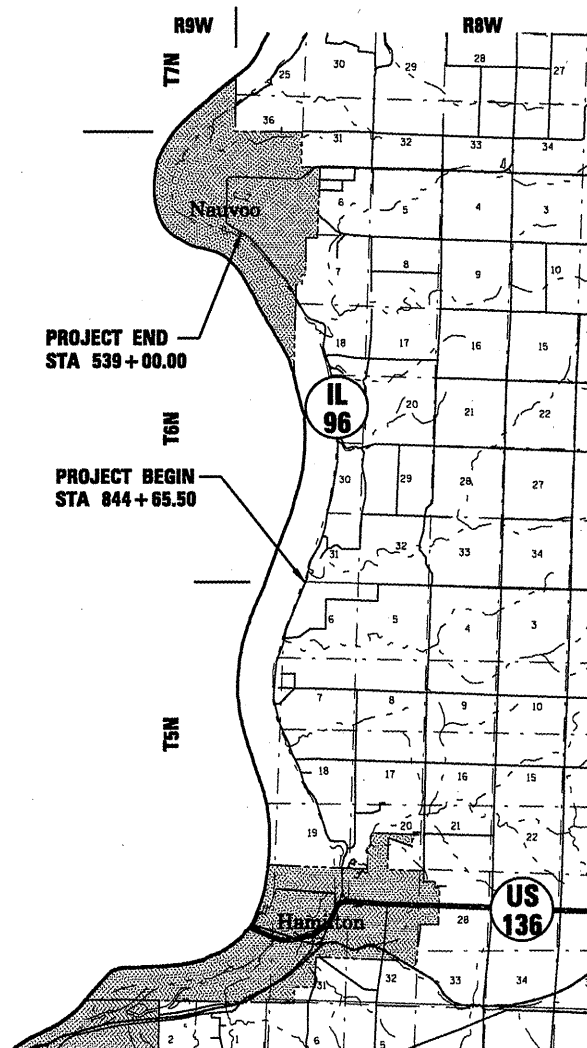 R9W R8W
T7N
25 30 29 28 27
36 31 32 33 34
Nauvoo
6 5 4 3
7 8 9 10
PROJECT END
STA 539+00.00
18 17 16 15
IL
96
T6N
20 21 22
PROJECT BEGIN
STA 844+65.50
30 29 28 27
31 32 33 34
6 5 4 3
T5N
7 8 9 10
18 17 16 15
19 20 21 22
Hamilton
US
136
28
31 32 33 34
2 1 6 5